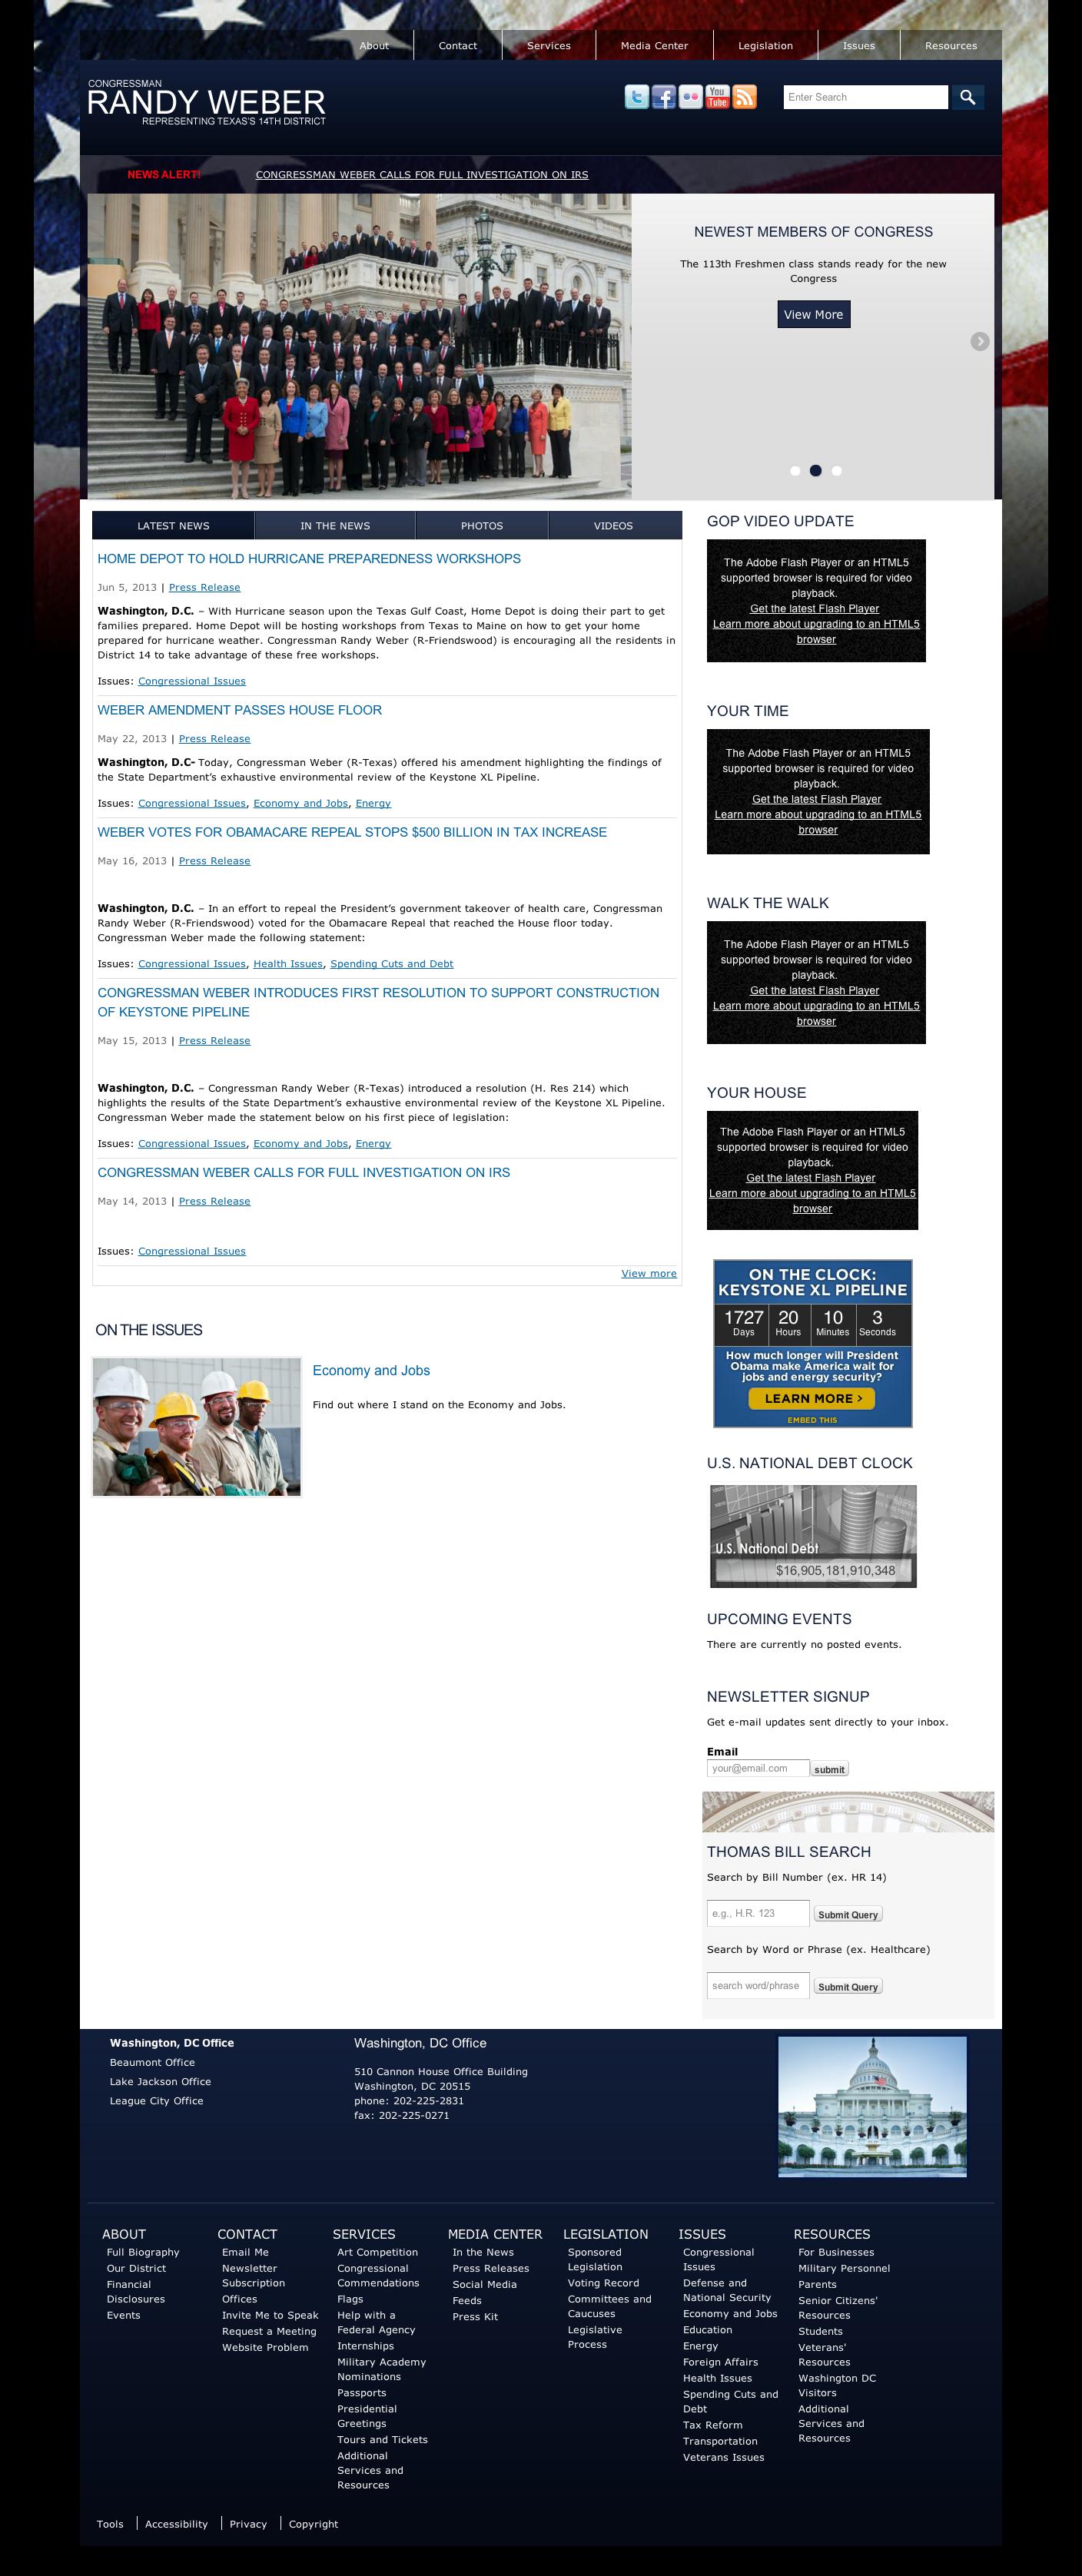 About
Contact
Services
Media Center
Legislation
Issues
Resources
CONGRESSMAN
RANDY WEBER
REPRESENTING TEXAS'S 14TH DISTRICT
You
Tube
Enter Search
NEWS ALERT!
CONGRESSMAN WEBER CALLS FOR FULL INVESTIGATION ON IRS
NEWEST MEMBERS OF CONGRESS
The 113th Freshmen class stands ready for the new
Congress
View More
LATEST NEWS
IN THE NEWS
PHOTOS
VIDEOS
HOME DEPOT TO HOLD HURRICANE PREPAREDNESS WORKSHOPS
Jun 5, 2013 | Press Release
Washington, D.C. – With Hurricane season upon the Texas Gulf Coast, Home Depot is doing their part to get
families prepared. Home Depot will be hosting workshops from Texas to Maine on how to get your home
prepared for hurricane weather. Congressman Randy Weber (R-Friendswood) is encouraging all the residents in
District 14 to take advantage of these free workshops.
Issues: Congressional Issues
WEBER AMENDMENT PASSES HOUSE FLOOR
May 22, 2013 | Press Release
Washington, D.C- Today, Congressman Weber (R-Texas) offered his amendment highlighting the findings of
the State Department's exhaustive environmental review of the Keystone XL Pipeline.
Issues: Congressional Issues, Economy and Jobs, Energy
WEBER VOTES FOR OBAMACARE REPEAL STOPS $500 BILLION IN TAX INCREASE
May 16, 2013 | Press Release
Washington, D.C. – In an effort to repeal the President's government takeover of health care, Congressman
Randy Weber (R-Friendswood) voted for the Obamacare Repeal that reached the House floor today.
Congressman Weber made the following statement:
Issues: Congressional Issues, Health Issues, Spending Cuts and Debt
CONGRESSMAN WEBER INTRODUCES FIRST RESOLUTION TO SUPPORT CONSTRUCTION
OF KEYSTONE PIPELINE
May 15, 2013 | Press Release
Washington, D.C. – Congressman Randy Weber (R-Texas) introduced a resolution (H. Res 214) which
highlights the results of the State Department's exhaustive environmental review of the Keystone XL Pipeline.
Congressman Weber made the statement below on his first piece of legislation:
Issues: Congressional Issues, Economy and Jobs, Energy
CONGRESSMAN WEBER CALLS FOR FULL INVESTIGATION ON IRS
May 14, 2013 | Press Release
Issues: Congressional Issues
View more
ON THE ISSUES
Economy and Jobs
Find out where I stand on the Economy and Jobs.
GOP VIDEO UPDATE
The Adobe Flash Player or an HTML5
supported browser is required for video
playback.
Get the latest Flash Player
Learn more about upgrading to an HTML5
browser
YOUR TIME
The Adobe Flash Player or an HTML5
supported browser is required for video
playback.
Get the latest Flash Player
Learn more about upgrading to an HTML5
browser
WALK THE WALK
The Adobe Flash Player or an HTML5
supported browser is required for video
playback.
Get the latest Flash Player
Learn more about upgrading to an HTML5
browser
YOUR HOUSE
The Adobe Flash Player or an HTML5
supported browser is required for video
playback.
Get the latest Flash Player
Learn more about upgrading to an HTML5
browser
ON THE CLOCK:
KEYSTONE XL PIPELINE
1727 20 10 3
Days Hours Minutes Seconds
How much longer will President
Obama make America wait for
jobs and energy security?
LEARN MORE >
EMBED THIS
U.S. NATIONAL DEBT CLOCK
U.S. National Debt
$16,905,181,910,348
UPCOMING EVENTS
There are currently no posted events.
NEWSLETTER SIGNUP
Get e-mail updates sent directly to your inbox.
Email
your@email.com submit
THOMAS BILL SEARCH
Search by Bill Number (ex. HR 14)
e.g., H.R. 123 Submit Query
Search by Word or Phrase (ex. Healthcare)
search word/phrase Submit Query
Washington, DC Office
Beaumont Office
Lake Jackson Office
League City Office
Washington, DC Office
510 Cannon House Office Building
Washington, DC 20515
phone: 202-225-2831
fax: 202-225-0271
ABOUT
Full Biography
Our District
Financial
Disclosures
Events
CONTACT
Email Me
Newsletter
Subscription
Offices
Invite Me to Speak
Request a Meeting
Website Problem
SERVICES
Art Competition
Congressional
Commendations
Flags
Help with a
Federal Agency
Internships
Military Academy
Nominations
Passports
Presidential
Greetings
Tours and Tickets
Additional
Services and
Resources
MEDIA CENTER
In the News
Press Releases
Social Media
Feeds
Press Kit
LEGISLATION
Sponsored
Legislation
Voting Record
Committees and
Caucuses
Legislative
Process
ISSUES
Congressional
Issues
Defense and
National Security
Economy and Jobs
Education
Energy
Foreign Affairs
Health Issues
Spending Cuts and
Debt
Tax Reform
Transportation
Veterans Issues
RESOURCES
For Businesses
Military Personnel
Parents
Senior Citizens'
Resources
Students
Veterans'
Resources
Washington DC
Visitors
Additional
Services and
Resources
Tools
Accessibility
Privacy
Copyright